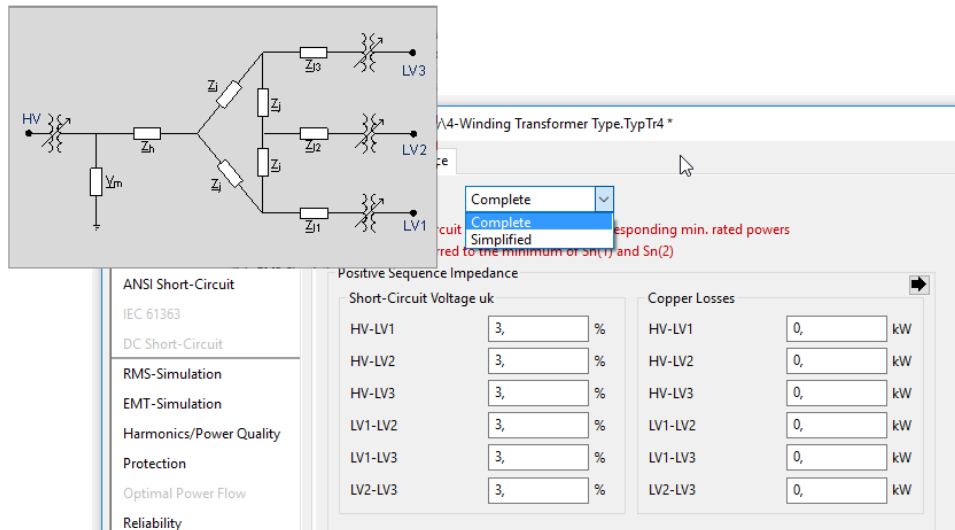 HV
Zh
Ym
Zj
Zj
Zj
Zj
Zl3
Zl2
Zl1
LV3
LV2
LV1
\4-Winding Transformer Type.TypTr4 *
Complete
Complete
Simplified
cuit
esponding min. rated powers
rred to the minimum of Sn(1) and Sn(2)
ANSI Short-Circuit
IEC 61363
DC Short-Circuit
RMS-Simulation
EMT-Simulation
Harmonics/Power Quality
Protection
Optimal Power Flow
Reliability
Positive Sequence Impedance
Short-Circuit Voltage uk
HV-LV1 3, %
HV-LV2 3, %
HV-LV3 3, %
LV1-LV2 3, %
LV1-LV3 3, %
LV2-LV3 3, %
Copper Losses
HV-LV1 0, kW
HV-LV2 0, kW
HV-LV3 0, kW
LV1-LV2 0, kW
LV1-LV3 0, kW
LV2-LV3 0, kW